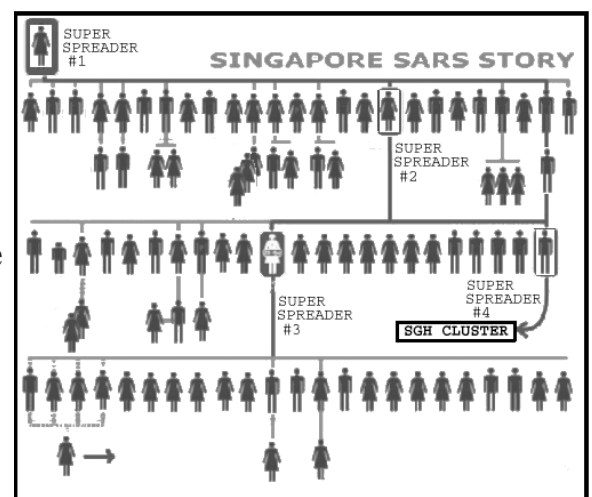 SUPER
SPREADER
#1
SINGAPORE SARS STORY
SUPER
SPREADER
#2
e
SUPER
SPREADER
#3
SUPER
SPREADER
#4
SGH CLUSTER